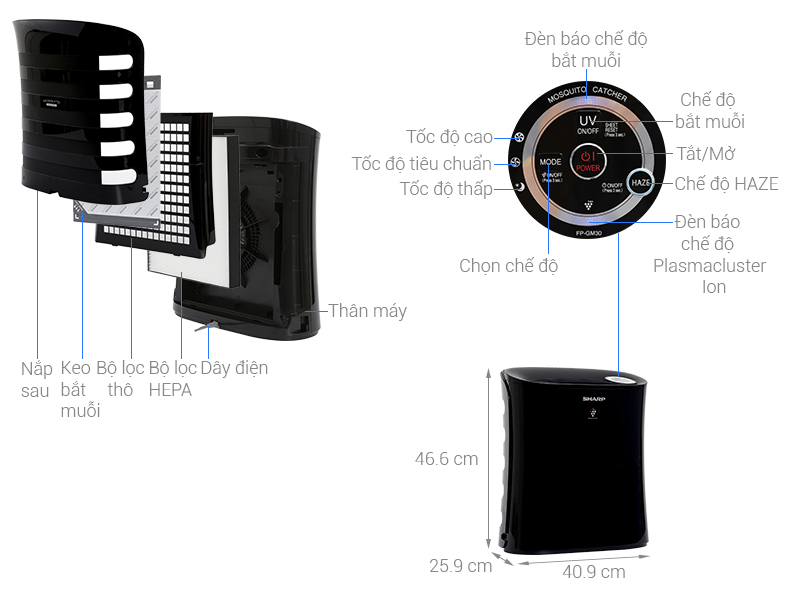 Đèn báo chế độ
bắt muỗi
MOSQUITO CATCHER
UV
ON/OFF
SHEET
RESET
(Press 3 sec.)
Chế độ
bắt muỗi
Tốc độ cao
Tốc độ tiêu chuẩn
Tốc độ thấp
MODE
ON/OFF
(Press 3 sec.)
POWER
Tắt/Mở
ON/OFF
(Press 3 sec.)
HAZE
Chế độ HAZE
FP-GM30
Đèn báo
chế độ
Plasmacluster
Ion
Chọn chế độ
Thân máy
Nắp
sau
Keo
bắt
muỗi
Bộ lọc
thô
Bộ lọc
HEPA
Dây điện
SHARP
46.6 cm
25.9 cm
40.9 cm